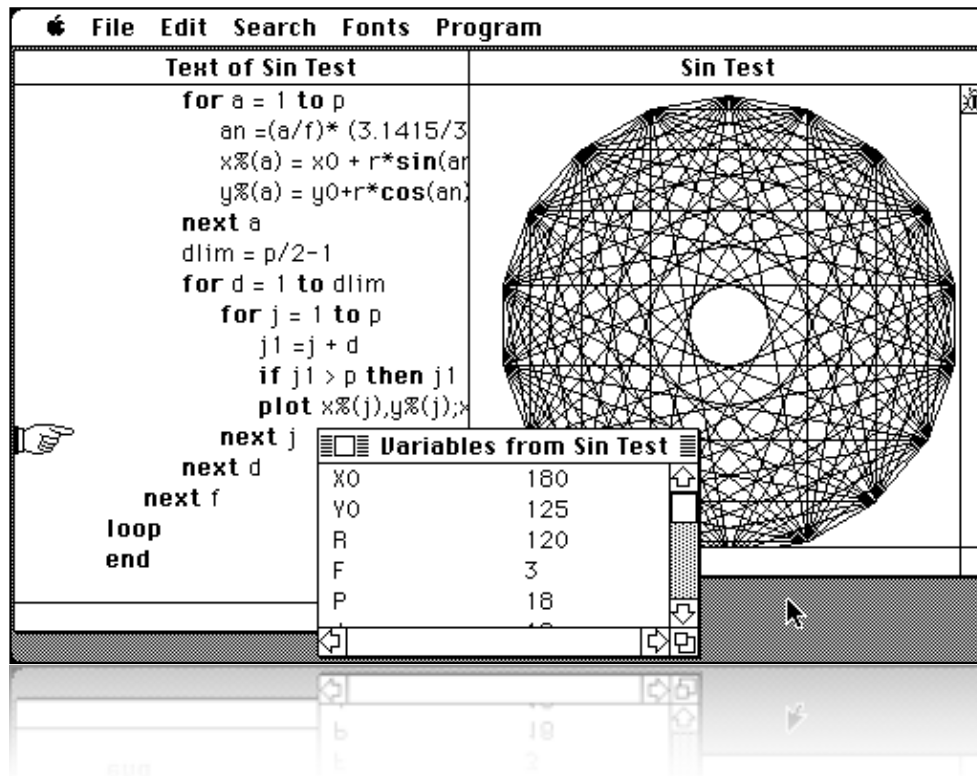 File Edit Search Fonts Program
Text of Sin Test
for a = 1 to p
an =(a/f)* (3.1415/3
x%(a) = x0 + r*sin(an
y%(a) = y0+r*cos(an)
next a
dlim = p/2-1
for d = 1 to dlim
for j = 1 to p
j1 =j + d
if j1 > p then j1
plot x%(j),y%(j);x
next j
next d
next f
loop
end
Sin Test
Variables from Sin Test
X0 180
Y0 125
R 120
F 3
P 18